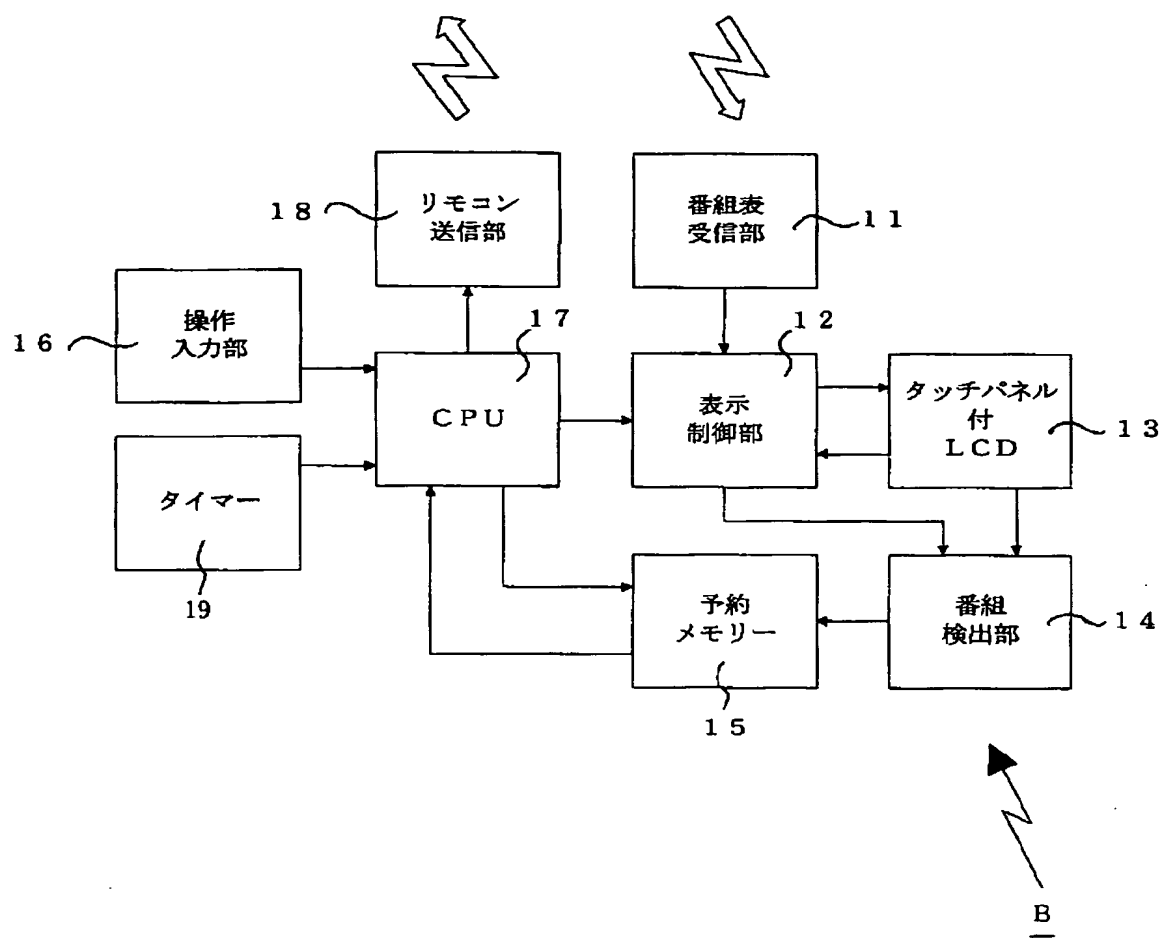 １８
リモコン
送信部
番組表
受信部
１１
１６
操作
入力部
１７
ＣＰＵ
１２
表示
制御部
タッチパネル
付
ＬＣＤ
１３
タイマー
19
予約
メモリー
１５
番組
検出部
１４
B